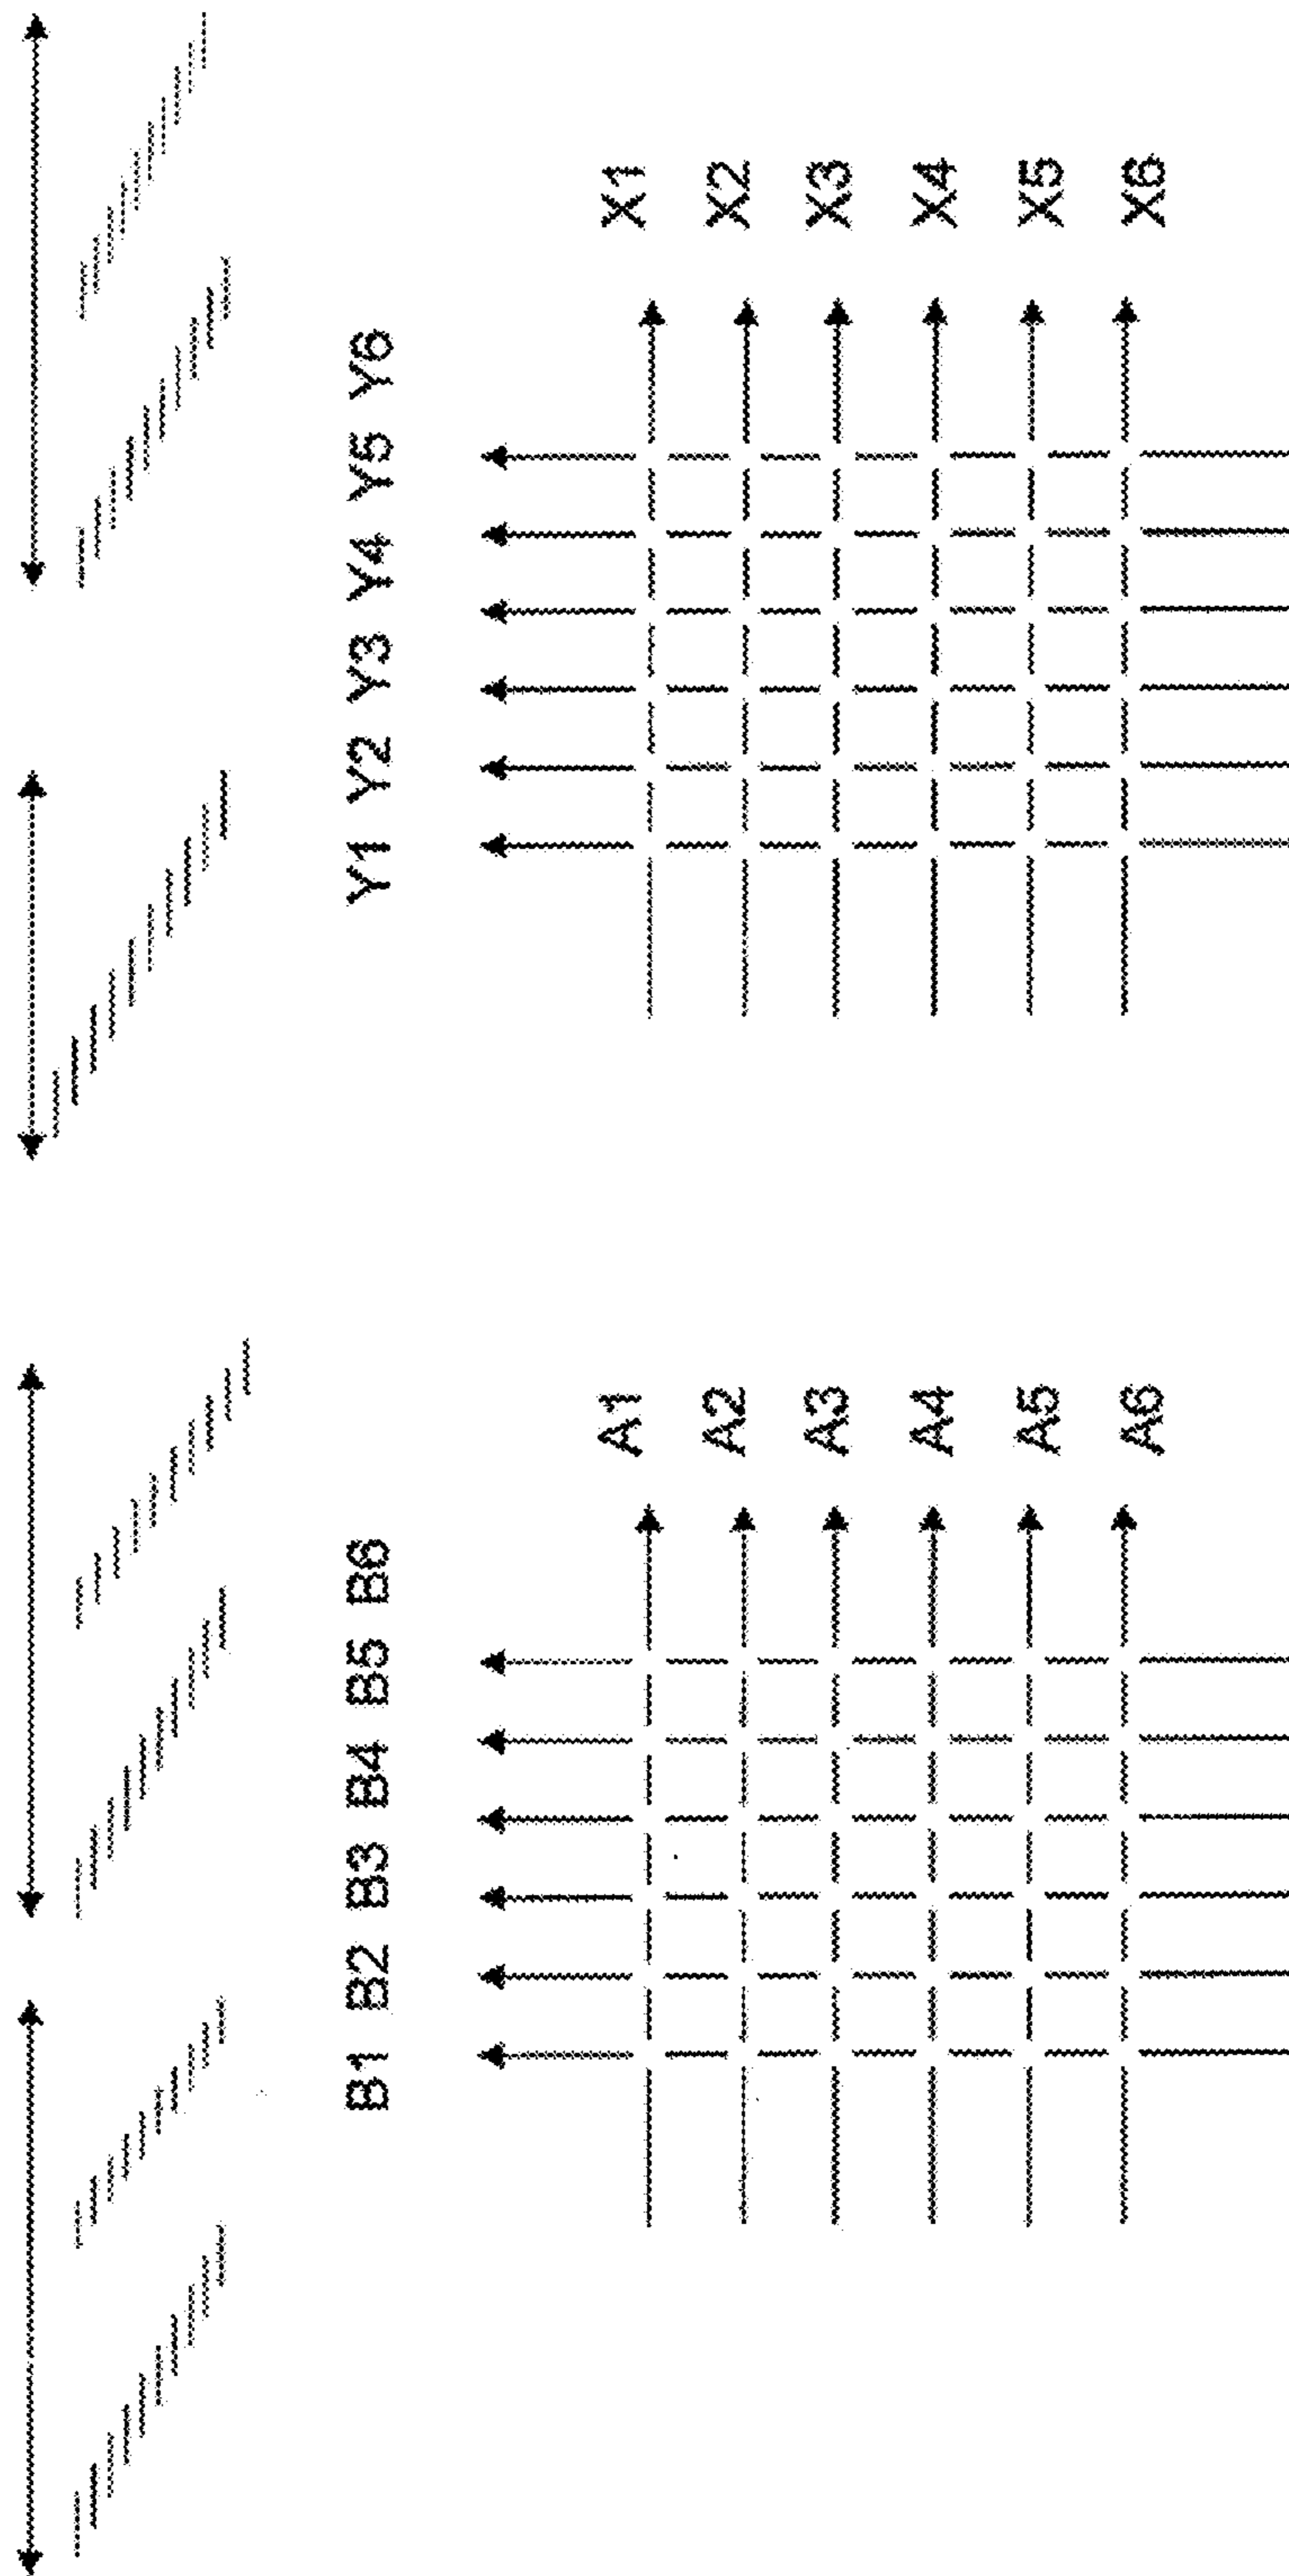 Y1 Y2 Y3 Y4 Y5 Y6
X1
X2
X3
X4
X5
X6
B1 B2 B3 B4 B5 B6
A1
A2
A3
A4
A5
A6